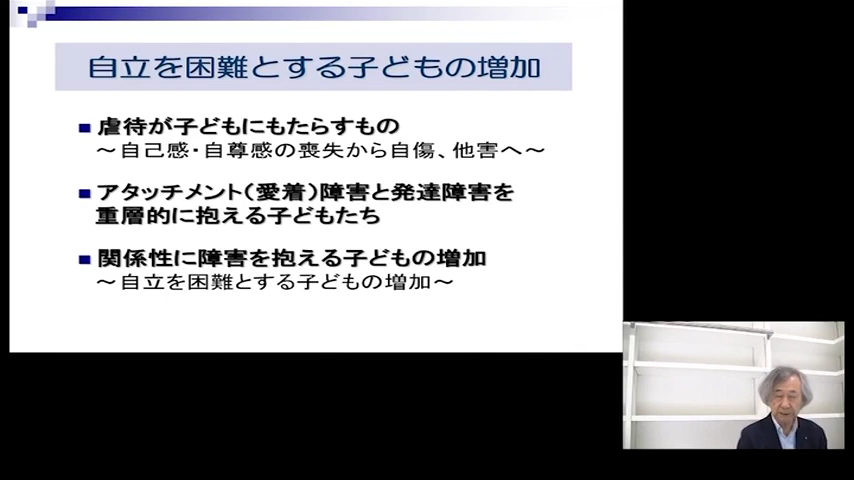 自立を困難とする子どもの増加
虐待が子どもにもたらすもの
～自己感・自尊感の喪失から自傷、他害へ～
アタッチメント（愛着）障害と発達障害を
重層的に抱える子どもたち
関係性に障害を抱える子どもの増加
～自立を困難とする子どもの増加～